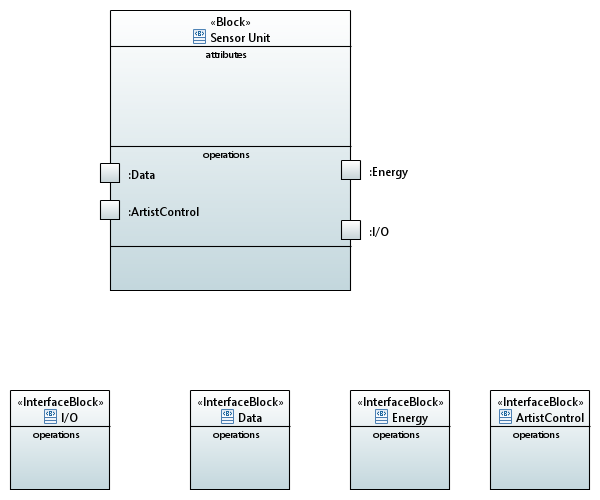 «Block»
Sensor Unit
attributes
operations
:Data
:Energy
:ArtistControl
:I/O
«InterfaceBlock»
I/O
operations
«InterfaceBlock»
Data
operations
«InterfaceBlock»
Energy
operations
«InterfaceBlock»
ArtistControl
operations